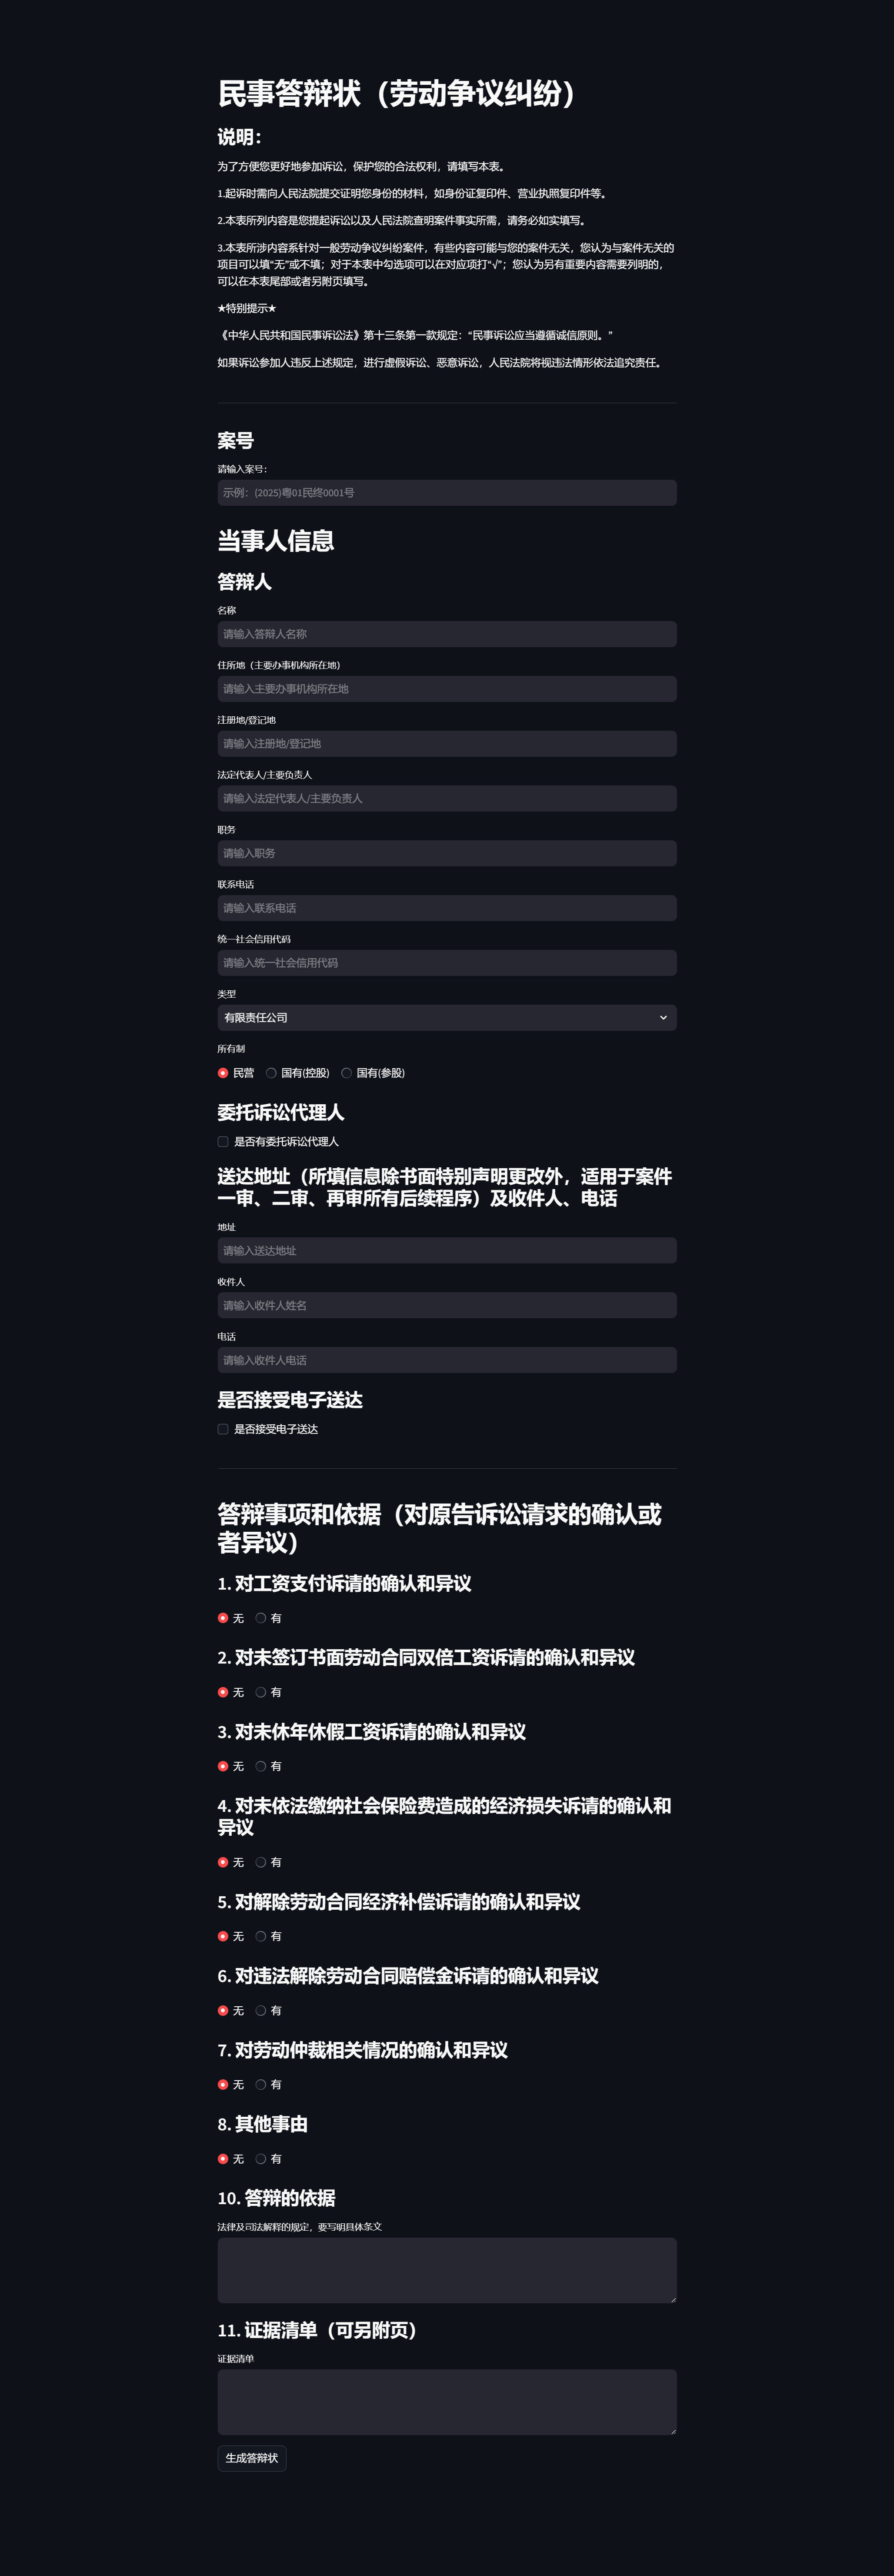 民事答辩状（劳动争议纠纷）
说明：
为了方便您更好地参加诉讼，保护您的合法权利，请填写本表。
1.起诉时需向人民法院提交证明您身份的材料，如身份证复印件、营业执照复印件等。
2.本表所列内容是您提起诉讼以及人民法院查明案件事实所需，请务必如实填写。
3.本表所涉内容系针对一般劳动争议纠纷案件，有些内容可能与您的案件无关，您认为与案件无关的
项目可以填“无”或不填；对于本表中勾选项可以在对应项打“√”；您认为另有重要内容需要列明的，
可以在本表尾部或者另附页填写。
★特别提示★
《中华人民共和国民事诉讼法》第十三条第一款规定：“民事诉讼应当遵循诚信原则。”
如果诉讼参加人违反上述规定，进行虚假诉讼、恶意诉讼，人民法院将视违法情形依法追究责任。
案号
请输入案号：
示例：(2025)粤01民终0001号
当事人信息
答辩人
名称
请输入答辩人名称
住所地（主要办事机构所在地）
请输入主要办事机构所在地
注册地/登记地
请输入注册地/登记地
法定代表人/主要负责人
请输入法定代表人/主要负责人
职务
请输入职务
联系电话
请输入联系电话
统一社会信用代码
请输入统一社会信用代码
类型
有限责任公司
所有制
民营 国有(控股) 国有(参股)
委托诉讼代理人
是否有委托诉讼代理人
送达地址（所填信息除书面特别声明更改外，适用于案件
一审、二审、再审所有后续程序）及收件人、电话
地址
请输入送达地址
收件人
请输入收件人姓名
电话
请输入收件人电话
是否接受电子送达
是否接受电子送达
答辩事项和依据（对原告诉讼请求的确认或
者异议）
1. 对工资支付诉请的确认和异议
无 有
2. 对未签订书面劳动合同双倍工资诉请的确认和异议
无 有
3. 对未休年休假工资诉请的确认和异议
无 有
4. 对未依法缴纳社会保险费造成的经济损失诉请的确认和
异议
无 有
5. 对解除劳动合同经济补偿诉请的确认和异议
无 有
6. 对违法解除劳动合同赔偿金诉请的确认和异议
无 有
7. 对劳动仲裁相关情况的确认和异议
无 有
8. 其他事由
无 有
10. 答辩的依据
法律及司法解释的规定，要写明具体条文
11. 证据清单（可另附页）
证据清单
生成答辩状